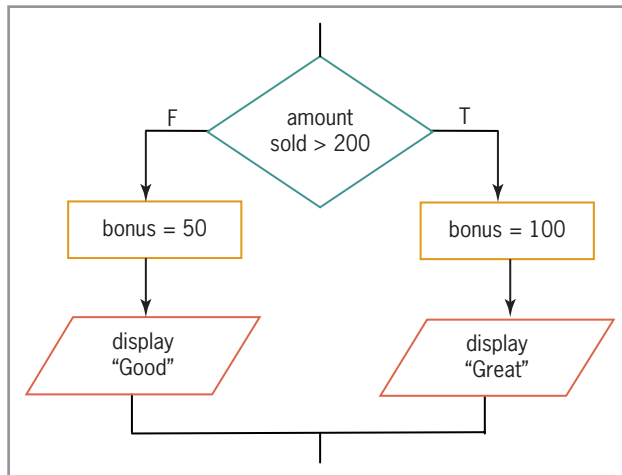 amount
sold > 200
F
T
bonus = 50
bonus = 100
display
“Good”
display
“Great”